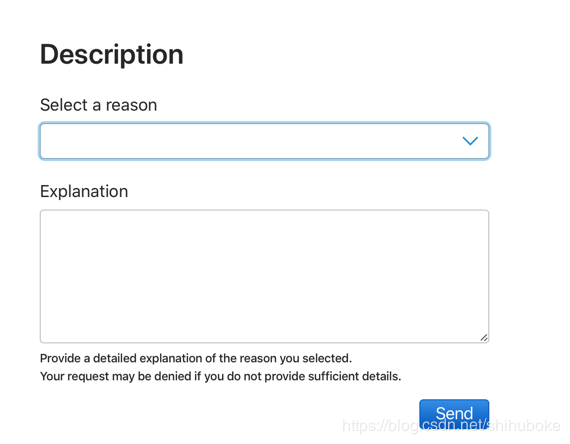 Description
Select a reason
Explanation
Provide a detailed explanation of the reason you selected.
Your request may be denied if you do not provide sufficient details.
Send
https://blog.csdn.net/shihuboke